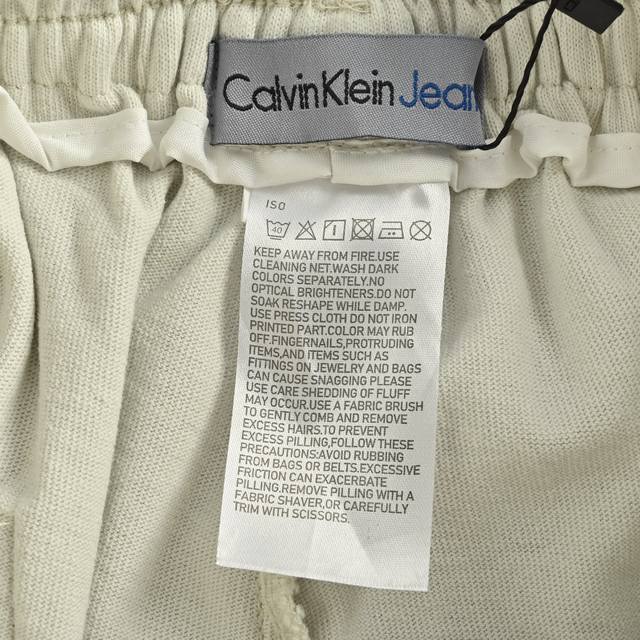 CalvinKlein Jean
ISO
40
KEEP AWAY FROM FIRE.USE
CLEANING NET.WASH DARK
COLORS SEPARATELY.NO
OPTICAL BRIGHTENERS.DO NOT
SOAK RESHAPE WHILE DAMP.
USE PRESS CLOTH DO NOT IRON
PRINTED PART.COLOR MAY RUB
OFF.FINGERNAILS,PROTRUDING
ITEMS,AND ITEMS SUCH AS
FITTINGS ON JEWELRY AND BAGS
CAN CAUSE SNAGGING PLEASE
USE CARE SHEDDING OF FLUFF
MAY OCCUR.USE A FABRIC BRUSH
TO GENTLY COMB AND REMOVE
EXCESS HAIRS.TO PREVENT
EXCESS PILLING,FOLLOW THESE
PRECAUTIONS:AVOID RUBBING
FROM BAGS OR BELTS.EXCESSIVE
FRICTION CAN EXACERBATE
PILLING.REMOVE PILLING WITH A
FABRIC SHAVER,OR CAREFULLY
TRIM WITH SCISSORS.